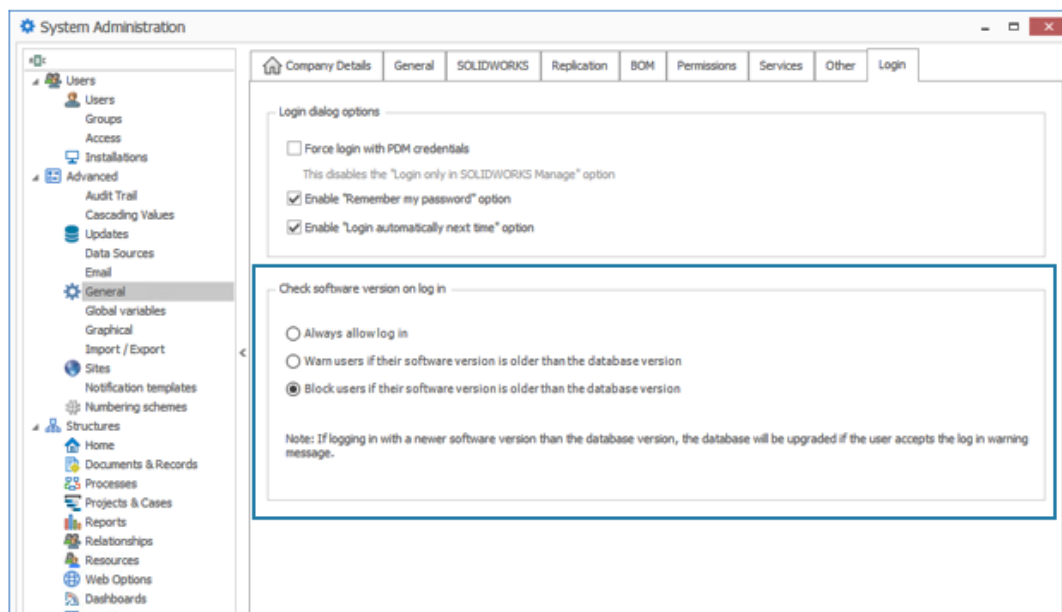 System Administration
Users
Users
Groups
Access
Installations
Advanced
Audit Trail
Cascading Values
Updates
Data Sources
Email
General
Global variables
Graphical
Import / Export
Sites
Notification templates
Numbering schemes
Structures
Home
Documents & Records
Processes
Projects & Cases
Reports
Relationships
Resources
Web Options
Dashboards
Company Details General SOLIDWORKS Replication BOM Permissions Services Other Login
Login dialog options
Force login with PDM credentials
This disables the "Login only in SOLIDWORKS Manage" option
Enable "Remember my password" option
Enable "Login automatically next time" option
Check software version on log in
Always allow log in
Warn users if their software version is older than the database version
Block users if their software version is older than the database version
Note: If logging in with a newer software version than the database version, the database will be upgraded if the user accepts the log in warning
message.